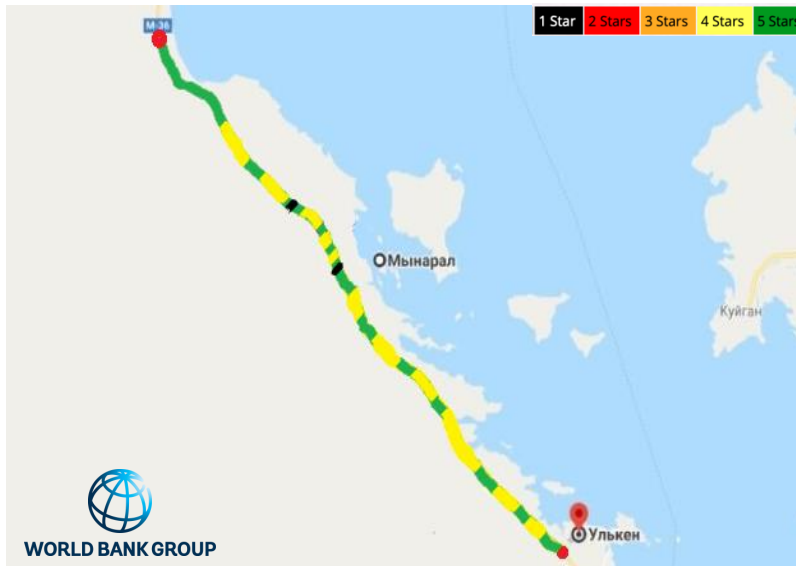 1 Star 2 Stars 3 Stars 4 Stars 5 Stars
M-36
Мынарал
Куйган
Улькен
WORLD BANK GROUP